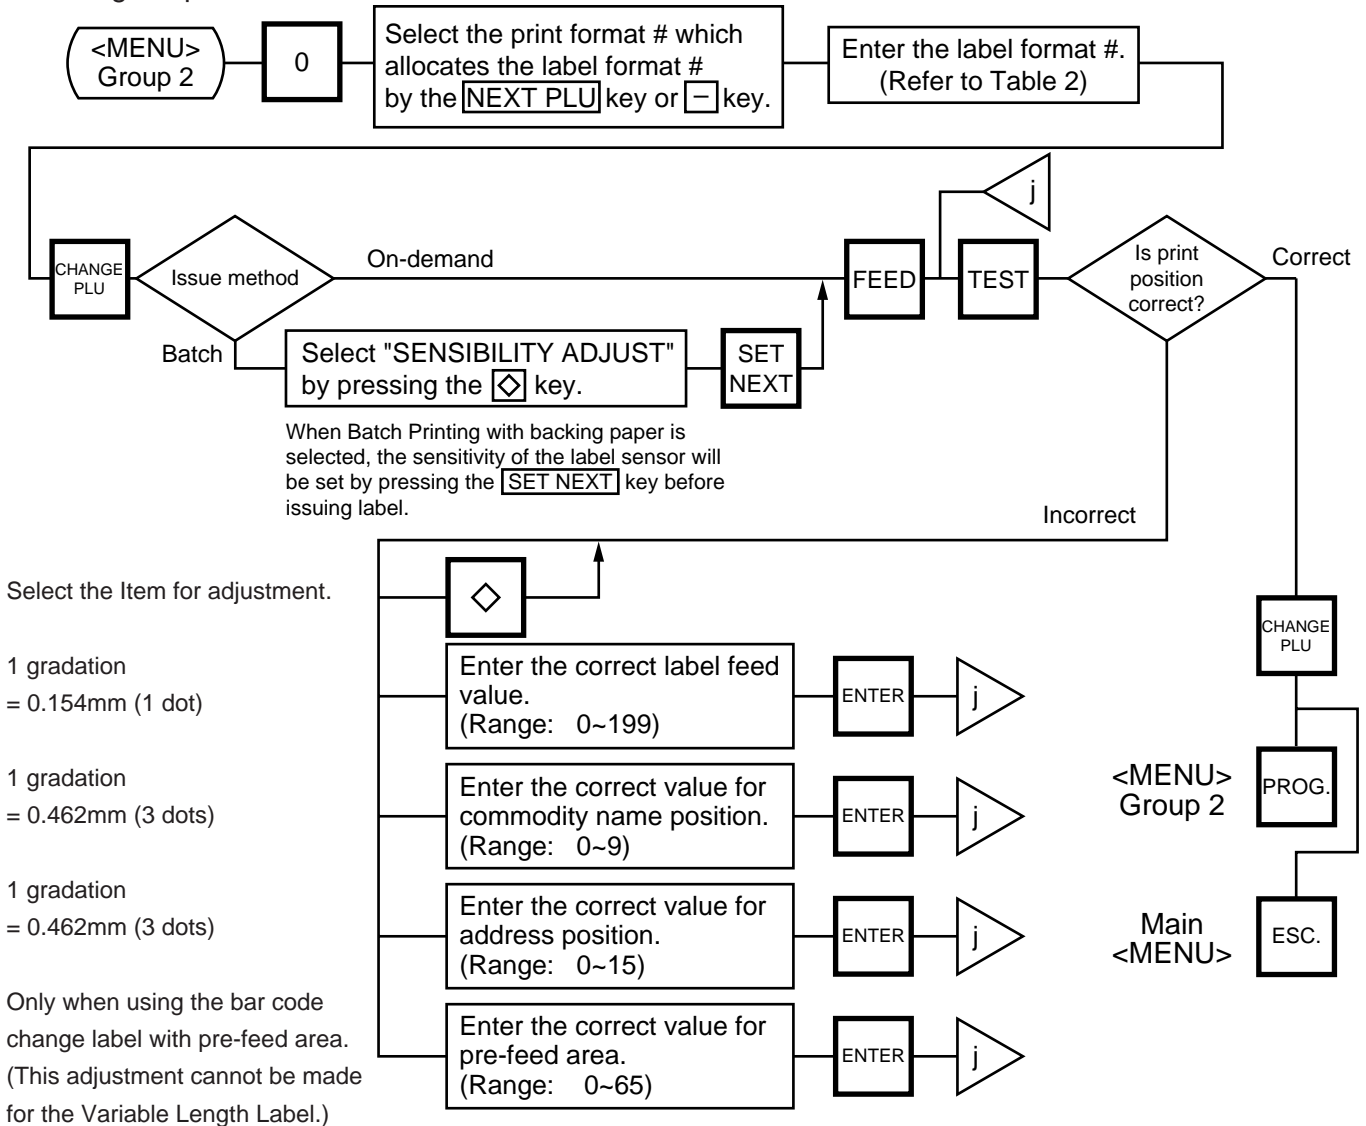 <MENU>
Group 2
0
Select the print format # which
allocates the label format #
by the NEXT PLU key or − key.
Enter the label format #.
(Refer to Table 2)
j
CHANGE
PLU
Issue method
On-demand
Batch
Select "SENSIBILITY ADJUST"
by pressing the ◇ key.
SET
NEXT
When Batch Printing with backing paper is
selected, the sensitivity of the label sensor will
be set by pressing the SET NEXT key before
issuing label.
FEED
TEST
Is print
position
correct?
Correct
Incorrect
Select the Item for adjustment.
◇
1 gradation
= 0.154mm (1 dot)
Enter the correct label feed
value.
(Range: 0~199)
ENTER
j
1 gradation
= 0.462mm (3 dots)
Enter the correct value for
commodity name position.
(Range: 0~9)
ENTER
j
1 gradation
= 0.462mm (3 dots)
Enter the correct value for
address position.
(Range: 0~15)
ENTER
j
Only when using the bar code
change label with pre-feed area.
(This adjustment cannot be made
for the Variable Length Label.)
Enter the correct value for
pre-feed area.
(Range: 0~65)
ENTER
j
CHANGE
PLU
<MENU>
Group 2
PROG.
Main
<MENU>
ESC.